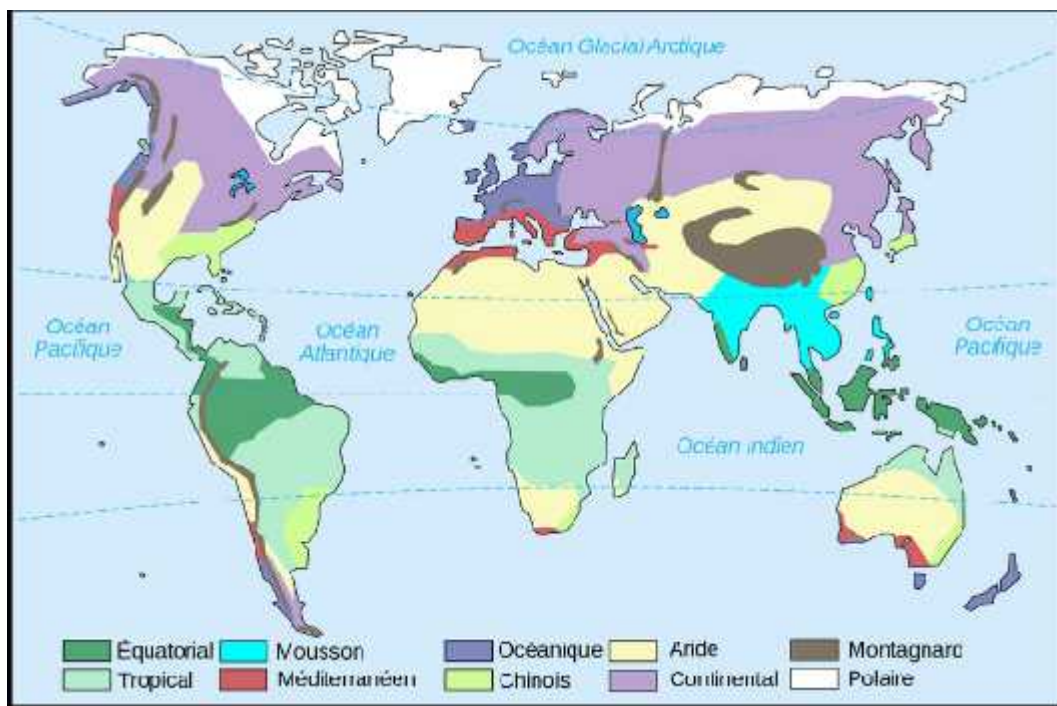 Océan Glacial Arctique
Océan
Pacifique
Océan
Atlantique
Océan
Pacifique
Océan Indien
Équatorial
Mousson
Océanique
Aride
Montagnard
Tropical
Méditerranéen
Chinois
Continental
Polaire